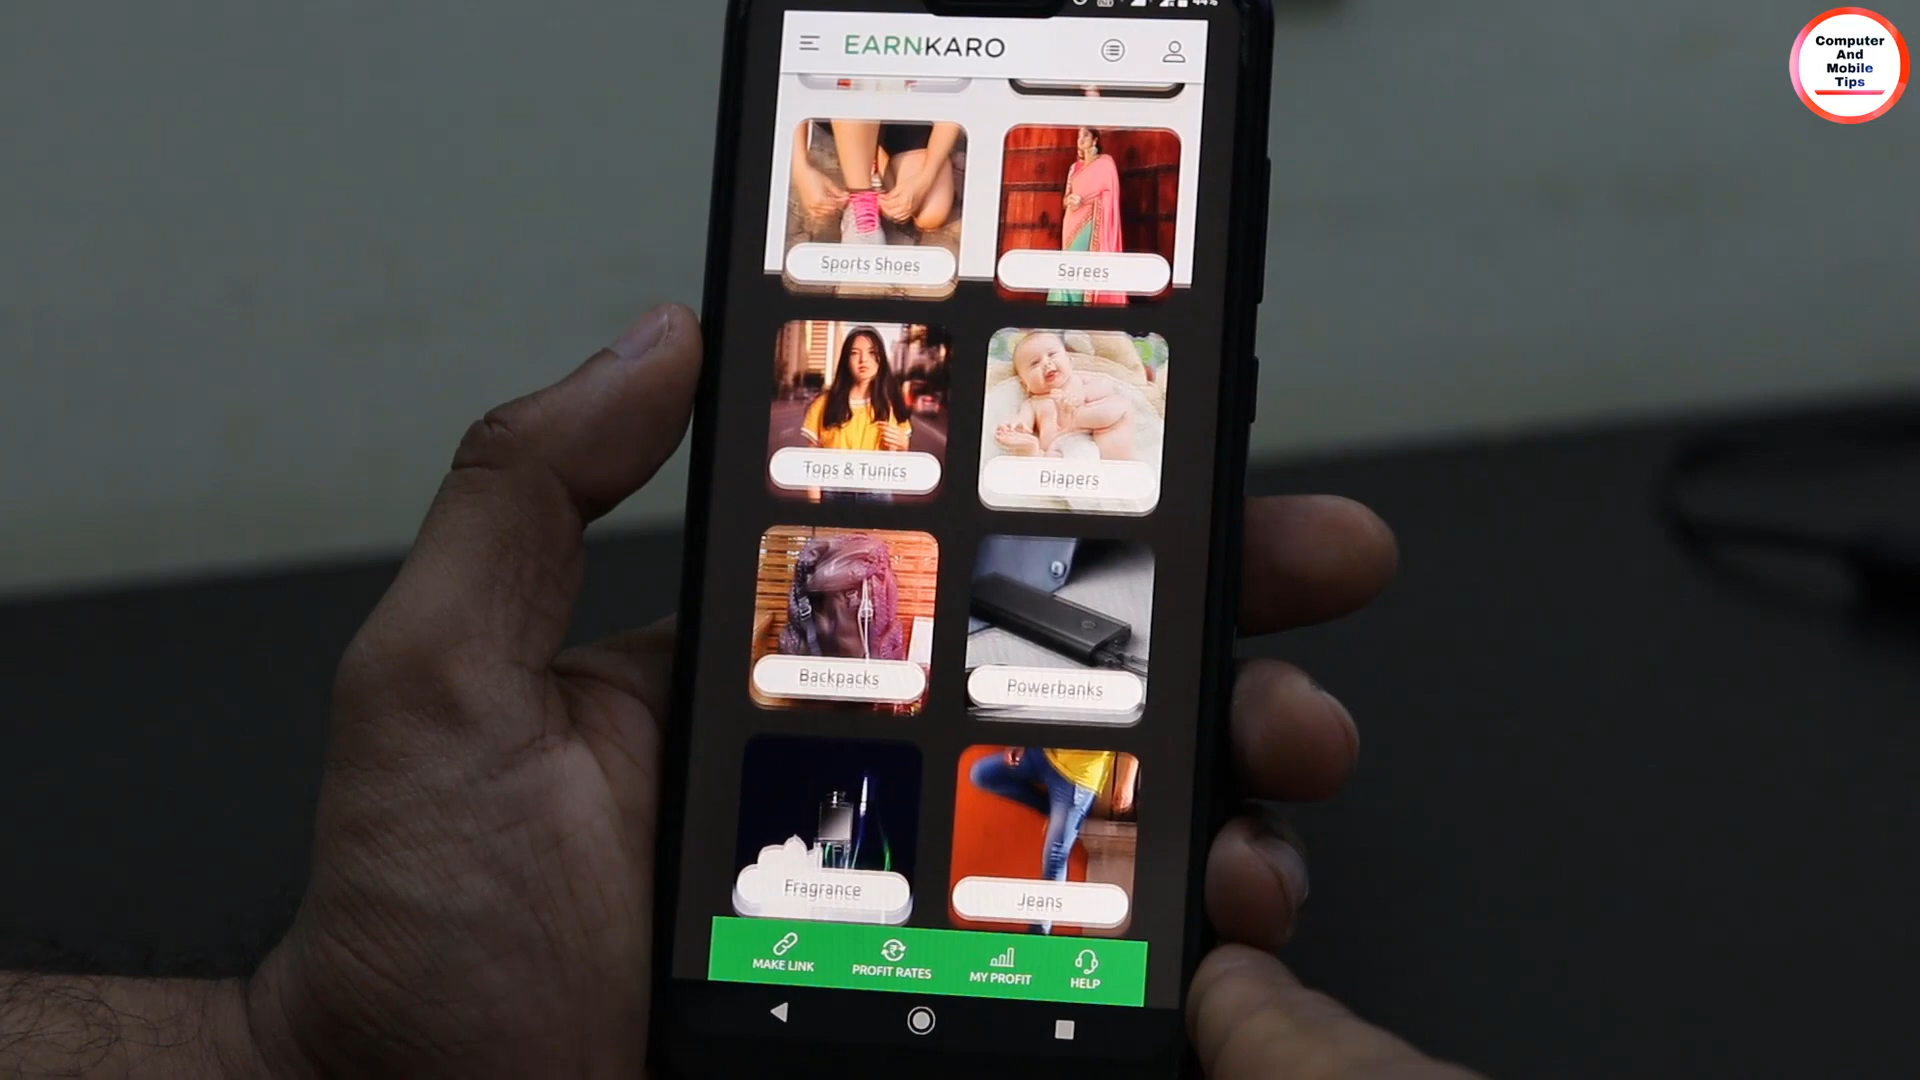 44%
EARNKARO
Computer
And
Mobile
Tips
Sports Shoes
Sarees
Tops & Tunics
Diapers
Backpacks
Powerbanks
Fragrance
Jeans
MAKE LINK
PROFIT RATES
MY PROFIT
HELP